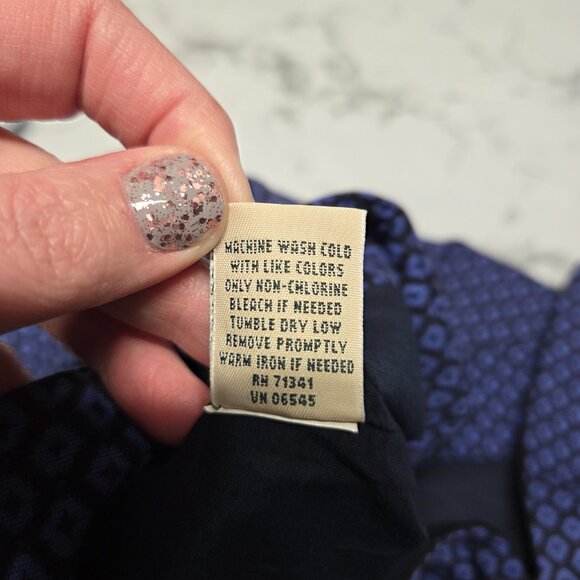 MACHINE WASH COLD
WITH LIKE COLORS
ONLY NON-CHLORINE
BLEACH IF NEEDED
TUMBLE DRY LOW
REMOVE PROMPTLY
WARM IRON IF NEEDED
RN 71341
VN 06545